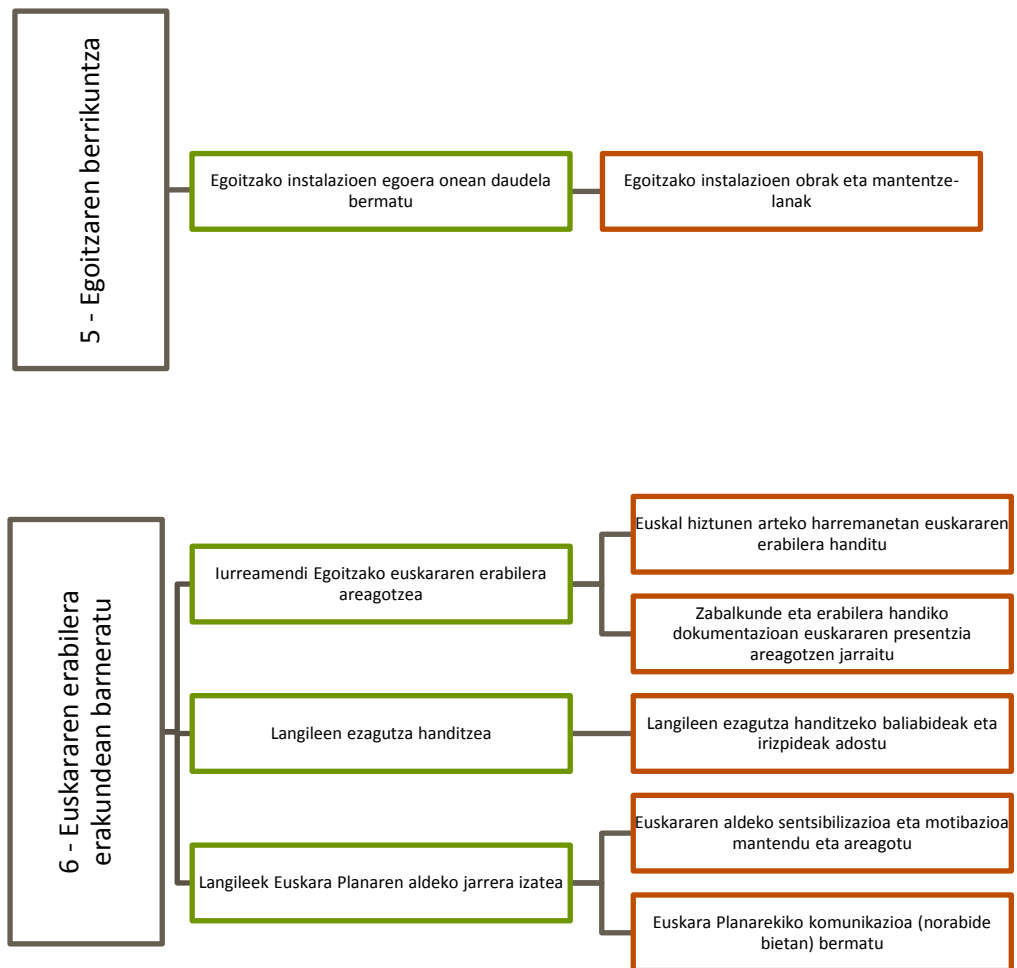 5 - Egoitzaren berrikuntza
Egoitzako instalazioen egoera onean daudela
bermatu
Egoitzako instalazioen obrak eta mantentze-
lanak
6 - Euskararen erabilera
erakundean barneratu
Iurreamendi Egoitzako euskararen erabilera
areagotzea
Euskal hiztunen arteko harremanetan euskararen
erabilera handitu
Zabalkunde eta erabilera handiko
dokumentazioan euskararen presentzia
areagotzen jarraitu
Langileen ezagutza handitzea
Langileen ezagutza handitzeko baliabideak eta
irizpideak adostu
Langileek Euskara Planaren aldeko jarrera izatea
Euskararen aldeko sentsibilizazioa eta motibazioa
mantendu eta areagotu
Euskara Planarekiko komunikazioa (norabide
bietan) bermatu